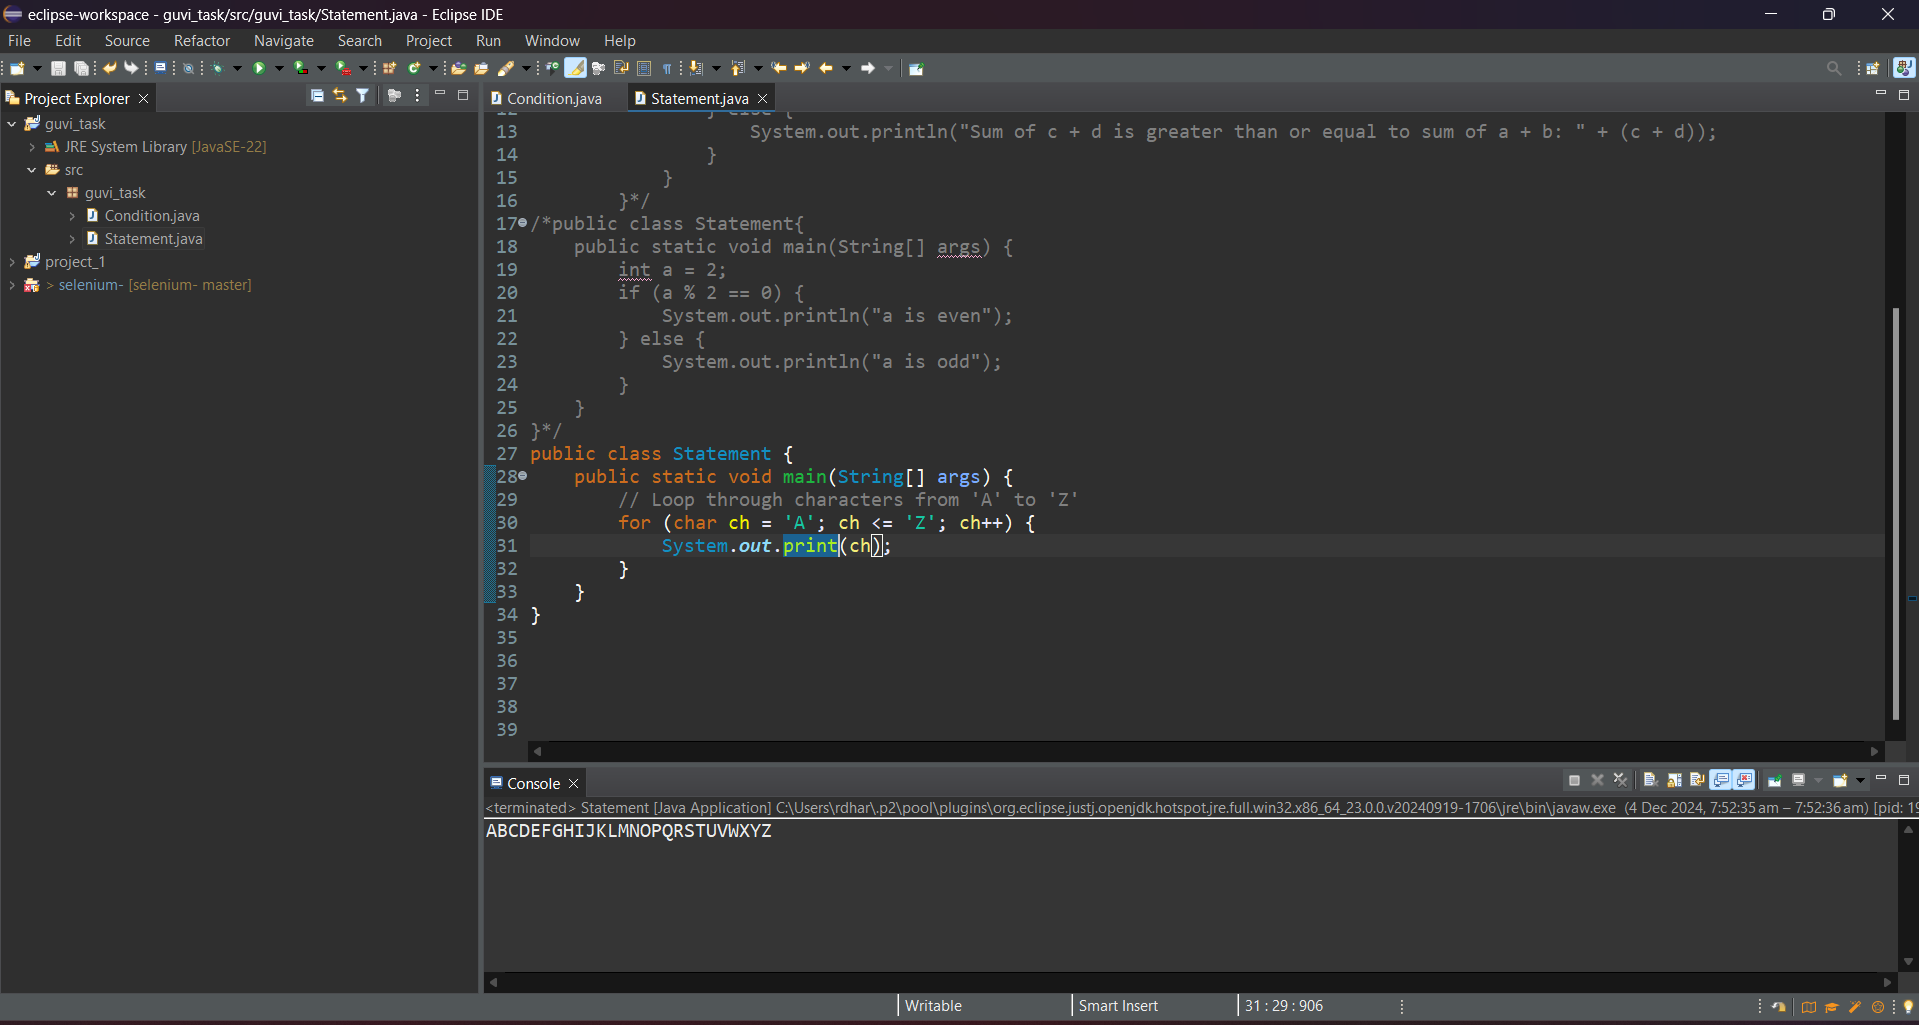 eclipse-workspace - guvi_task/src/guvi_task/Statement.java - Eclipse IDE
File Edit Source Refactor Navigate Search Project Run Window Help
Project Explorer
guvi_task
JRE System Library [JavaSE-22]
src
guvi_task
Condition.java
Statement.java
project_1
> selenium- [selenium- master]
Condition.java Statement.java
12 } else {
13 System.out.println("Sum of c + d is greater than or equal to sum of a + b: " + (c + d));
14 }
15 }
16 }*/
17 /*public class Statement{
18 public static void main(String[] args) {
19 int a = 2;
20 if (a % 2 == 0) {
21 System.out.println("a is even");
22 } else {
23 System.out.println("a is odd");
24 }
25 }
26 }*/
27 public class Statement {
28 public static void main(String[] args) {
29 // Loop through characters from 'A' to 'Z'
30 for (char ch = 'A'; ch <= 'Z'; ch++) {
31 System.out.print(ch);
32 }
33 }
34 }
35
36
37
38
39
Console
<terminated> Statement [Java Application] C:\Users\rdhar\.p2\pool\plugins\org.eclipse.justj.openjdk.hotspot.jre.full.win32.x86_64_23.0.0.v20240919-1706\jre\bin\javaw.exe (4 Dec 2024, 7:52:35 am – 7:52:36 am) [pid: 19
ABCDEFGHIJKLMNOPQRSTUVWXYZ
Writable Smart Insert 31 : 29 : 906